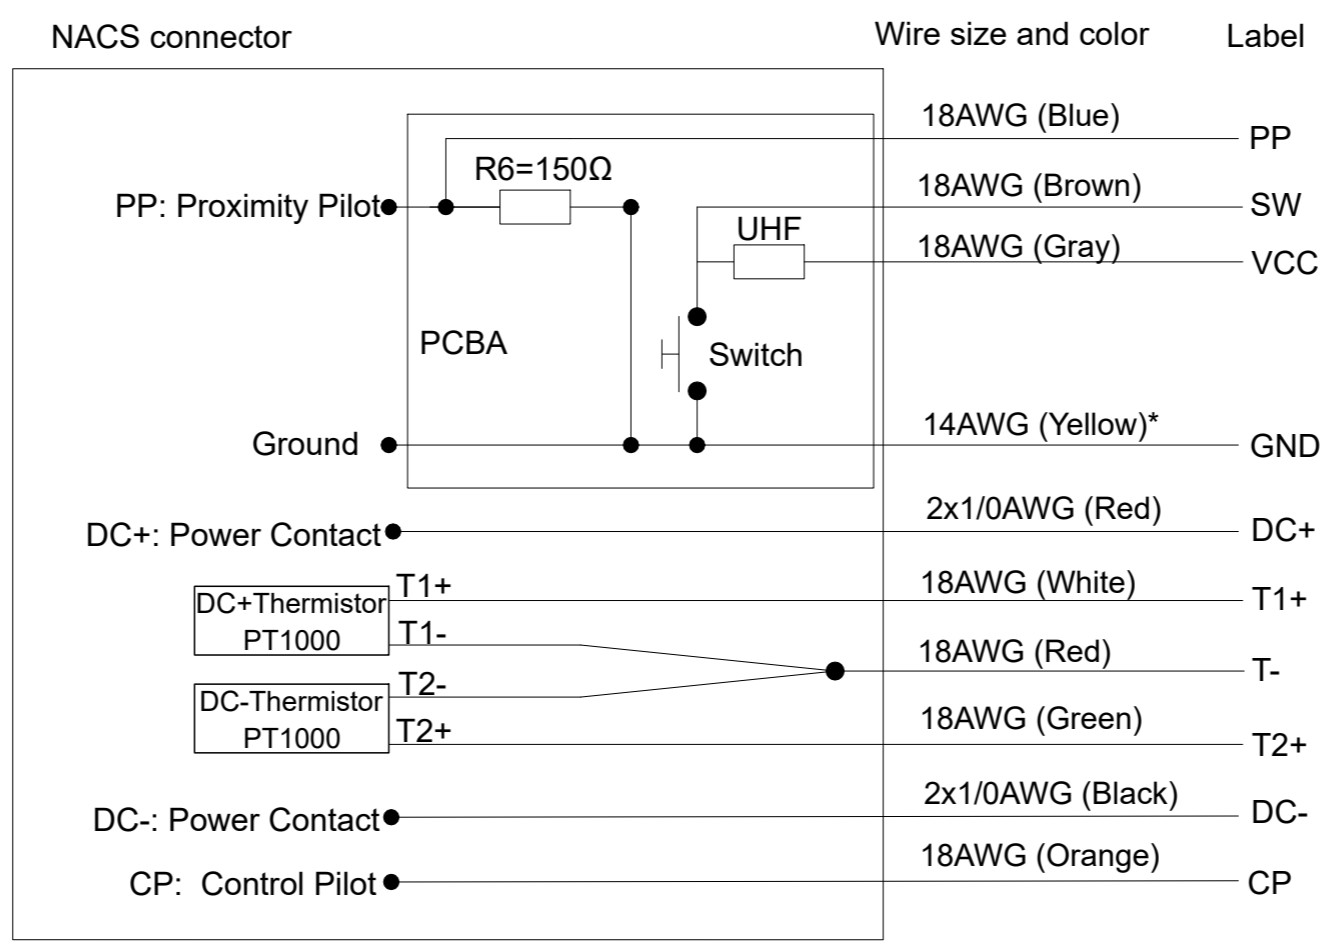 NACS connector
Wire size and color
Label
18AWG (Blue)
PP
R6=150Ω
PP: Proximity Pilot
18AWG (Brown)
SW
UHF
18AWG (Gray)
VCC
PCBA
Switch
Ground
14AWG (Yellow)*
GND
DC+: Power Contact
2x1/0AWG (Red)
DC+
DC+Thermistor
PT1000
T1+
18AWG (White)
T1+
T1-
18AWG (Red)
T-
DC-Thermistor
PT1000
T2-
T2+
18AWG (Green)
T2+
DC-: Power Contact
2x1/0AWG (Black)
DC-
CP: Control Pilot
18AWG (Orange)
CP